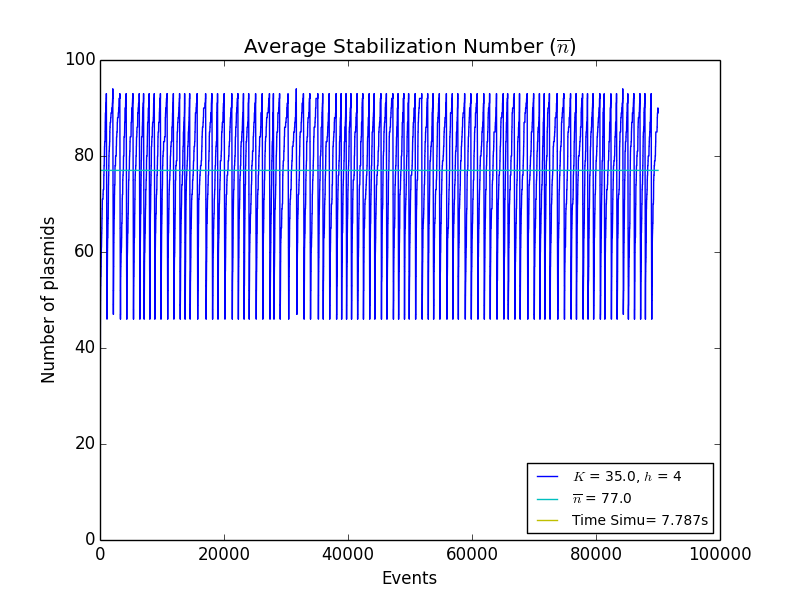 Average Stabilization Number (n̅)
100
80
60
40
20
0
Number of plasmids
K = 35.0, h = 4
n̅ = 77.0
Time Simu= 7.787s
0 20000 40000 60000 80000 100000
Events